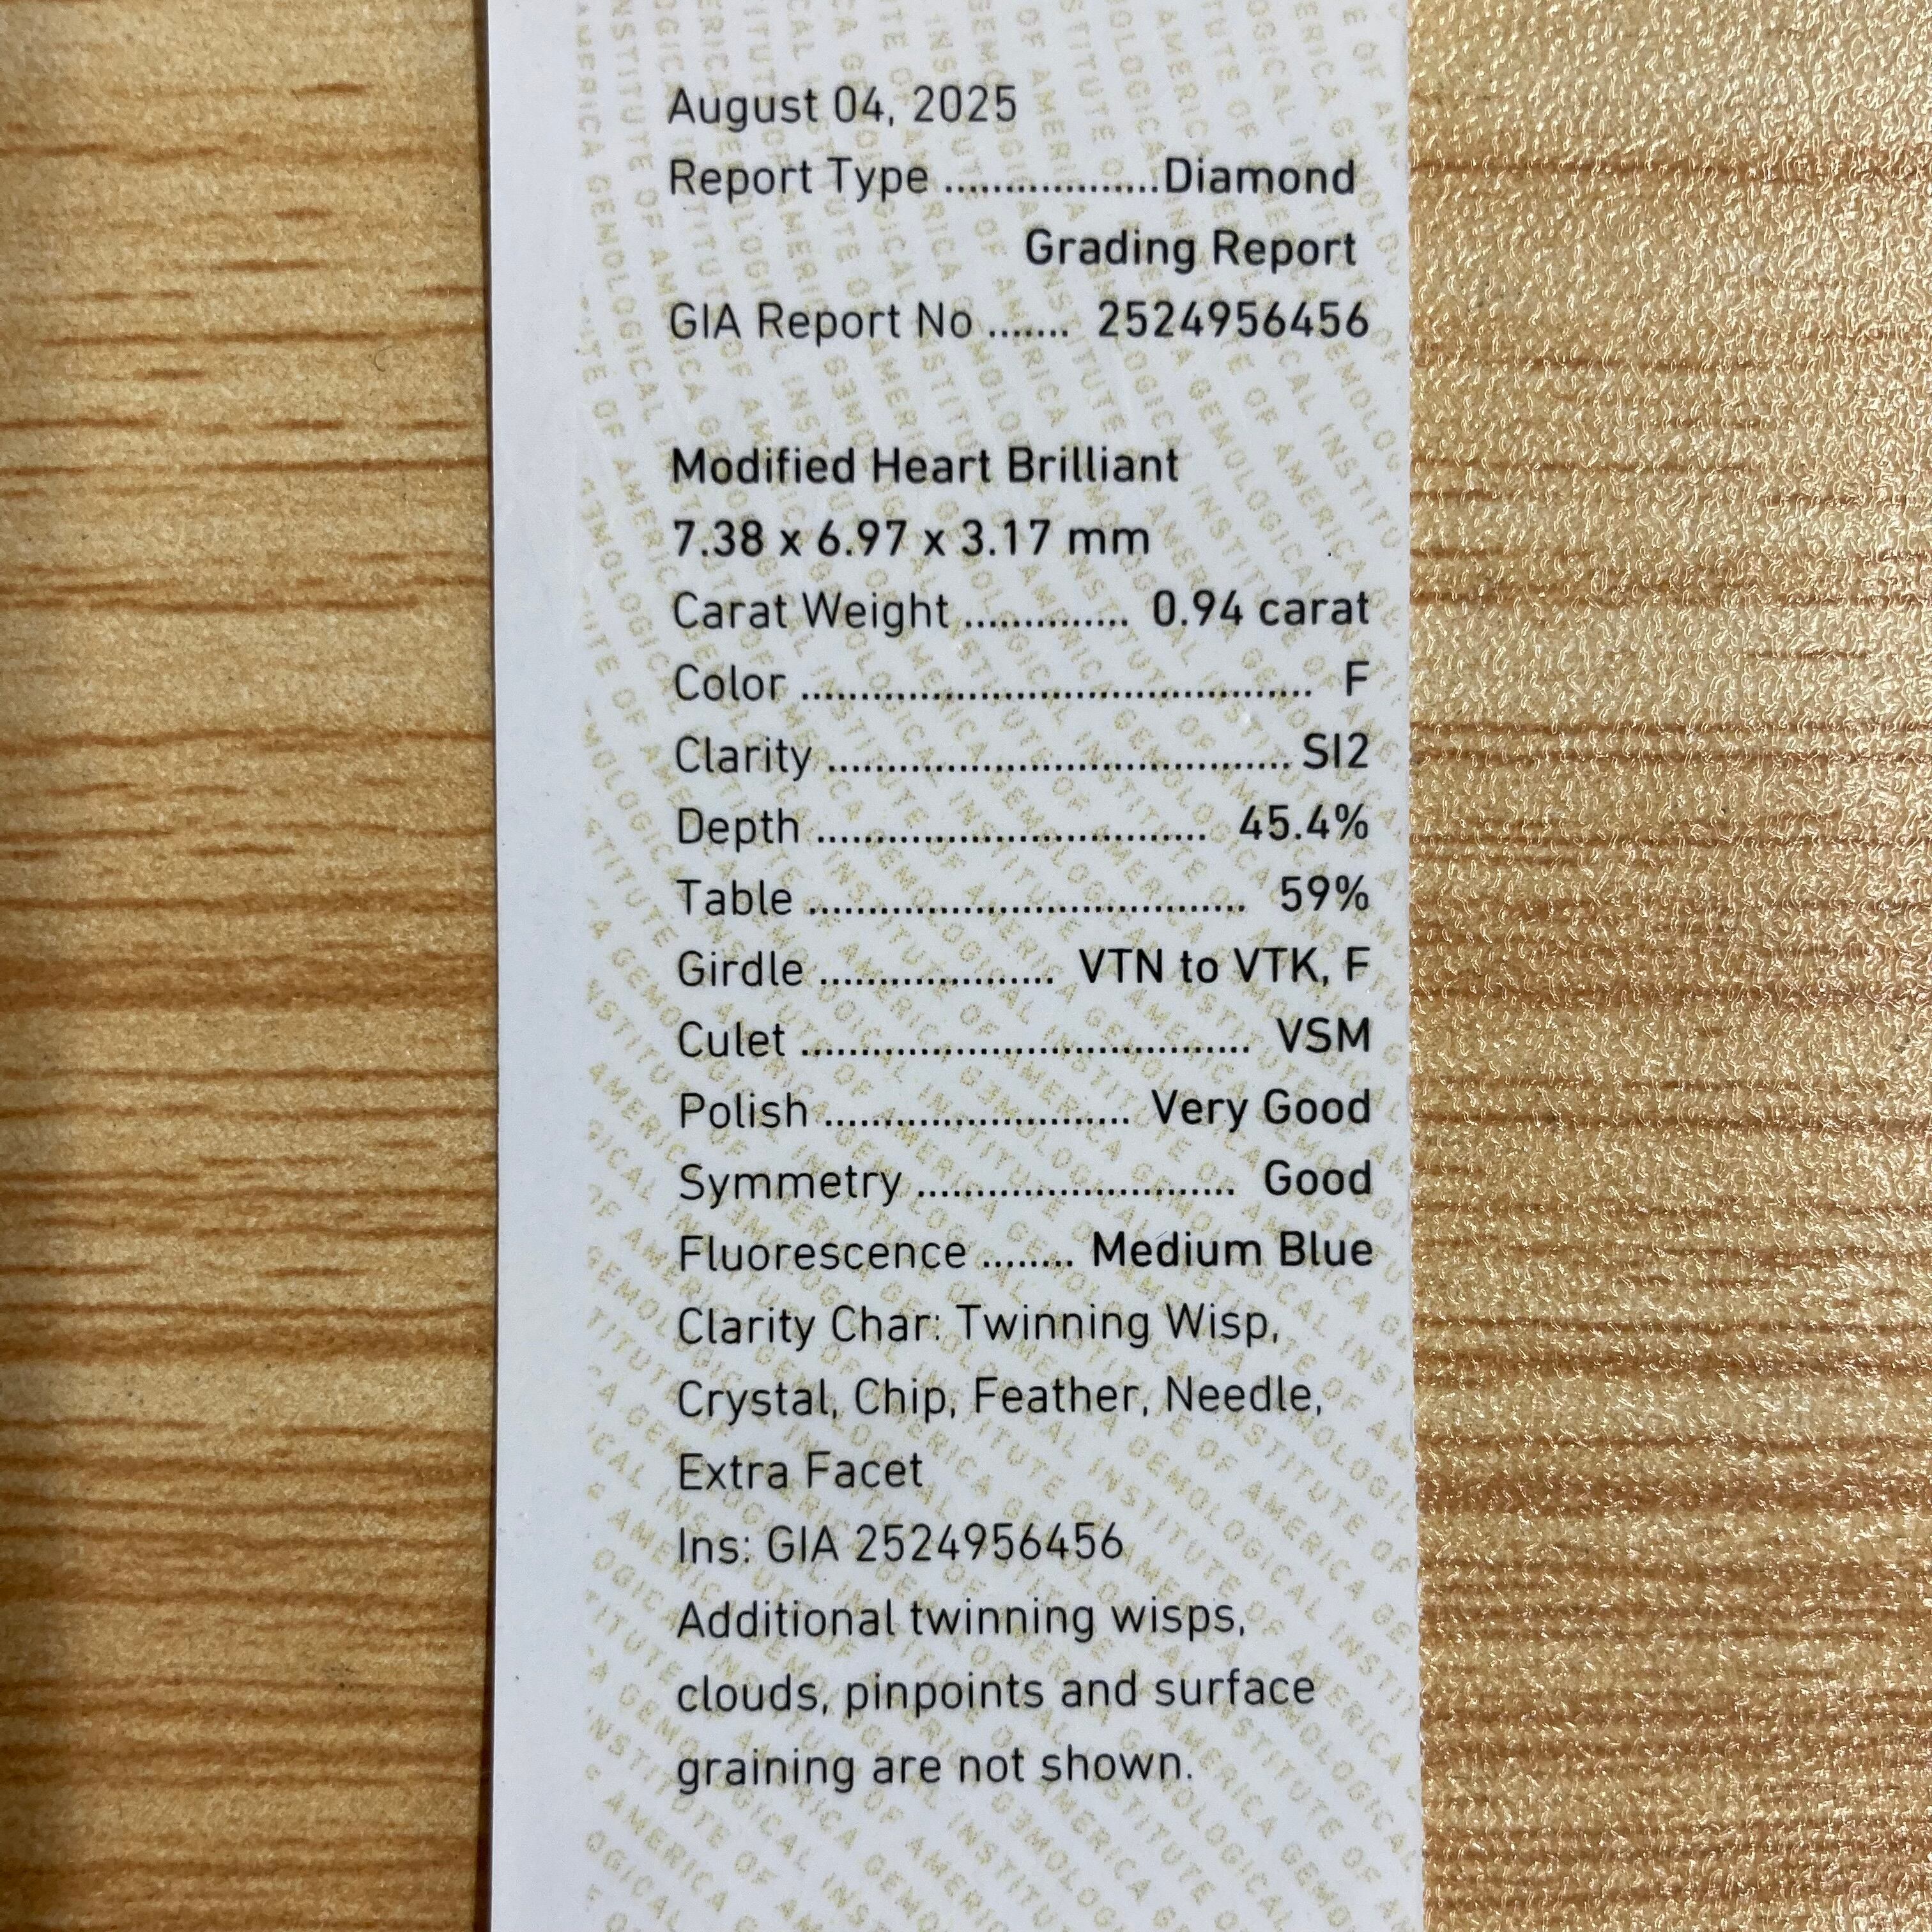 August 04, 2025
Report Type ..................Diamond
Grading Report
GIA Report No ....... 2524956456
Modified Heart Brilliant
7.38 x 6.97 x 3.17 mm
Carat Weight .............. 0.94 carat
Color ........................................... F
Clarity ....................................... SI2
Depth ................................. 45.4%
Table ..................................... 59%
Girdle .................... VTN to VTK, F
Culet ...................................... VSM
Polish .......................... Very Good
Symmetry ........................... Good
Fluorescence ........ Medium Blue
Clarity Char: Twinning Wisp,
Crystal, Chip, Feather, Needle,
Extra Facet
Ins: GIA 2524956456
Additional twinning wisps,
clouds, pinpoints and surface
graining are not shown.